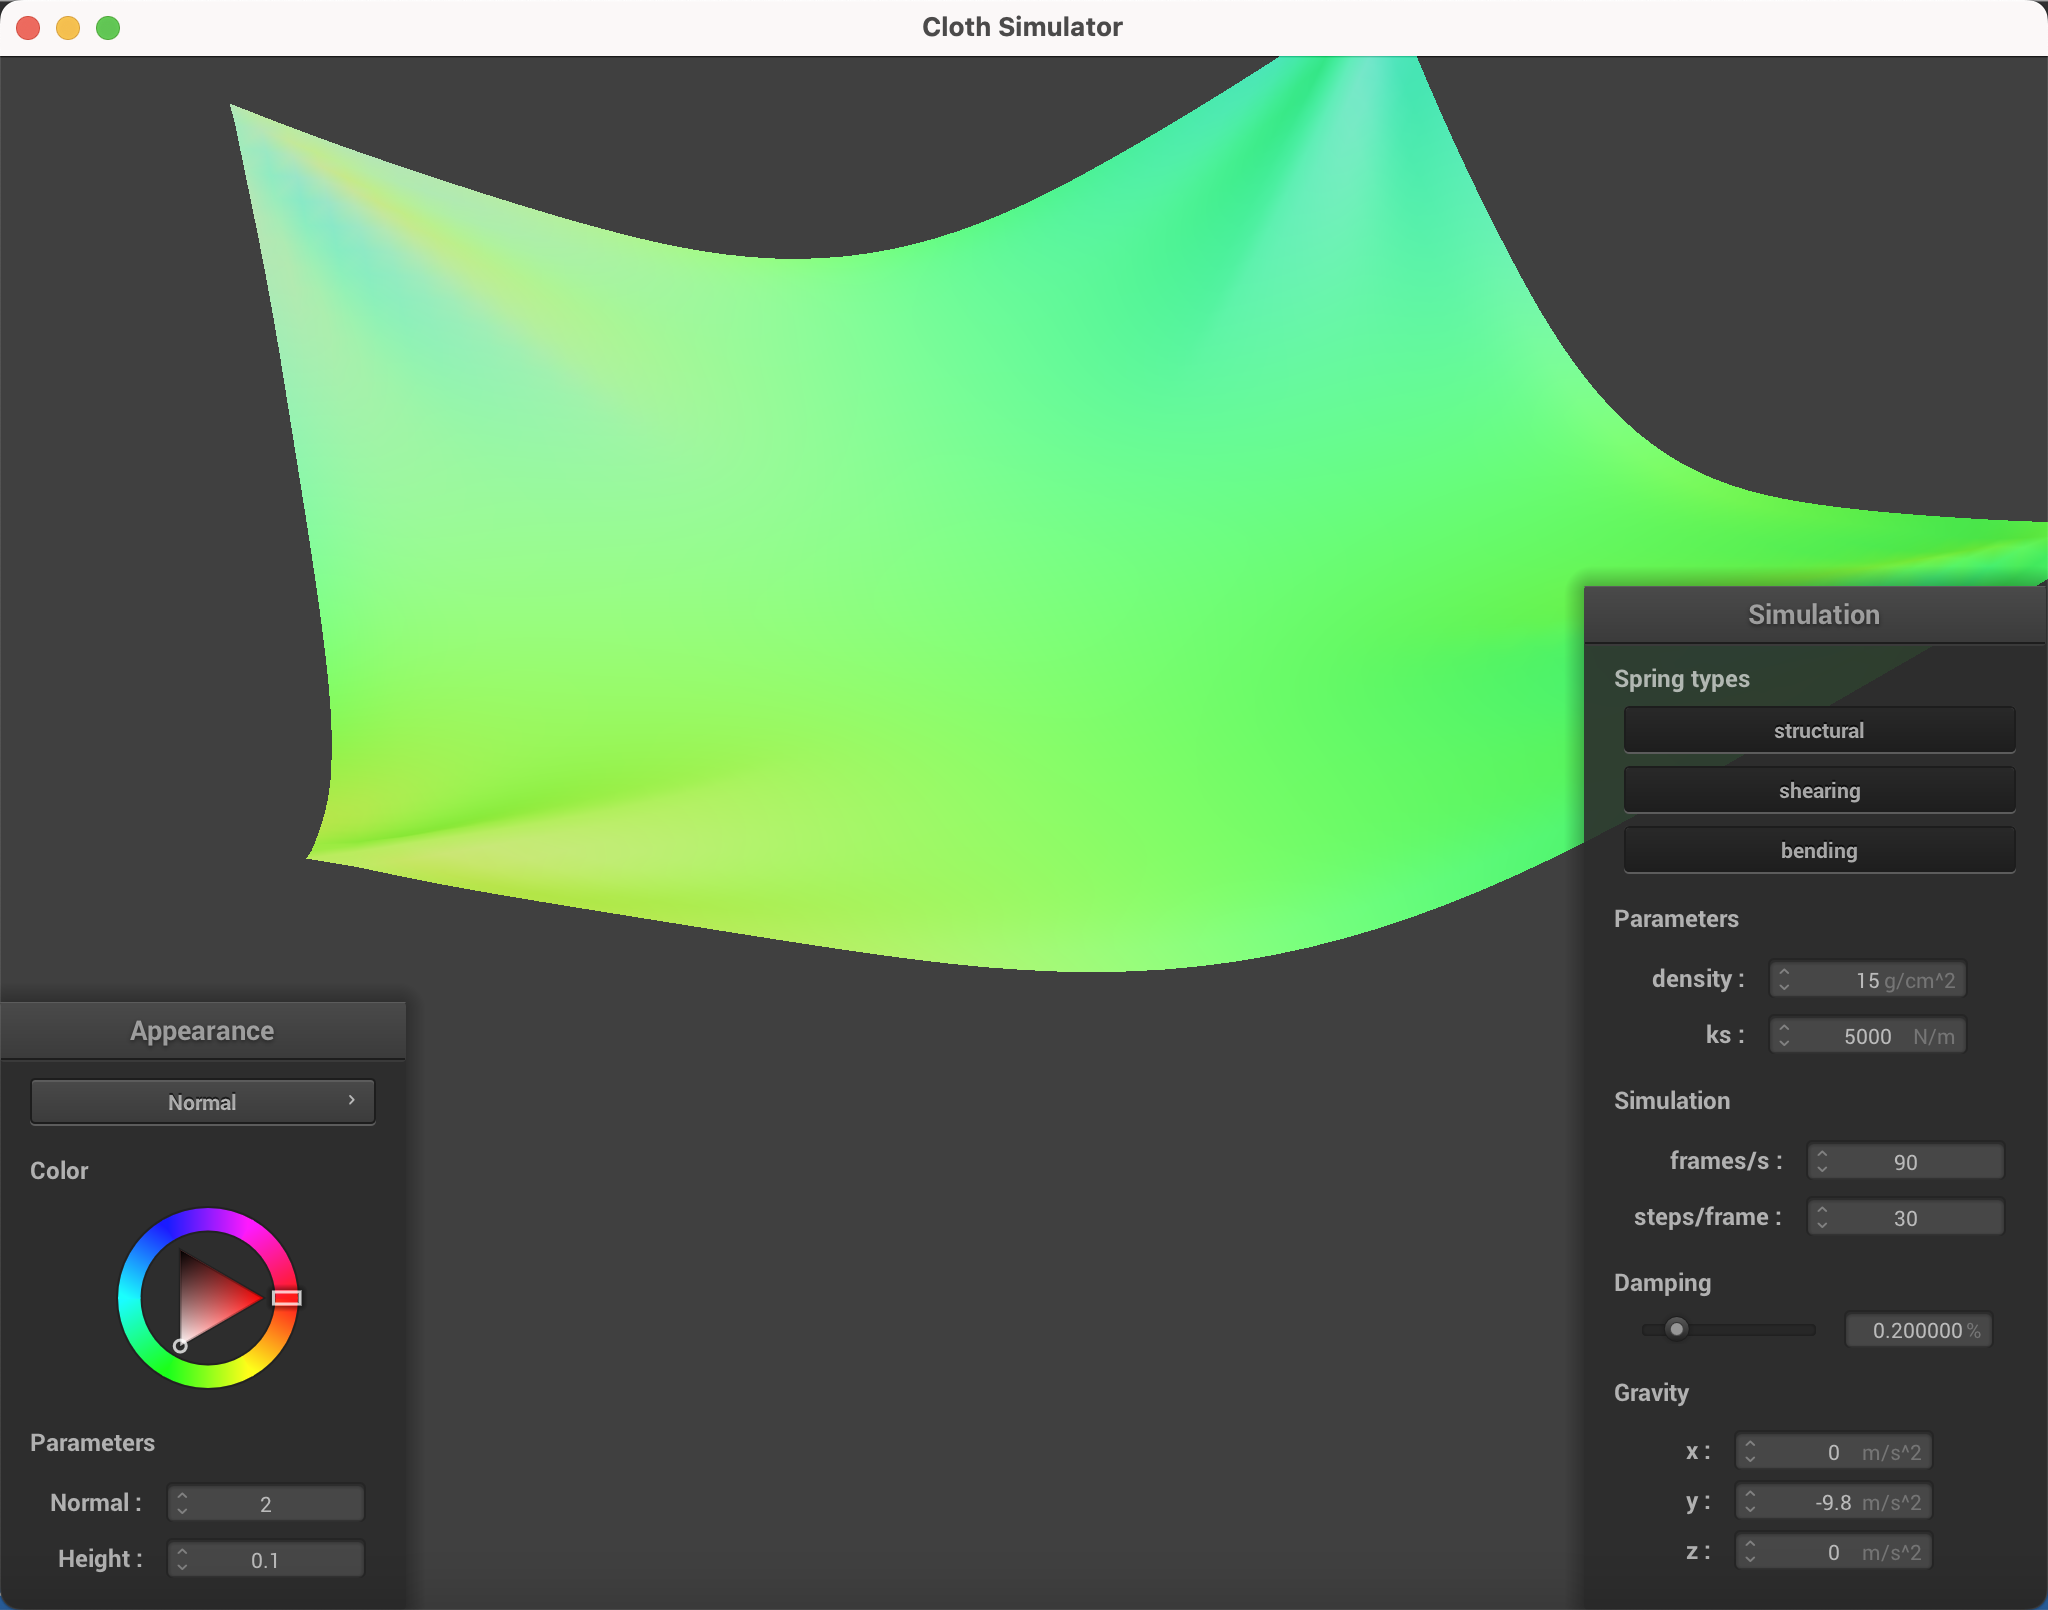 Cloth Simulator
Simulation
Spring types
structural
shearing
bending
Parameters
density : 15 g/cm^2
ks : 5000 N/m
Simulation
frames/s : 90
steps/frame : 30
Damping
0.200000 %
Gravity
x : 0 m/s^2
y : -9.8 m/s^2
z : 0 m/s^2
Appearance
Normal
Color
Parameters
Normal : 2
Height : 0.1